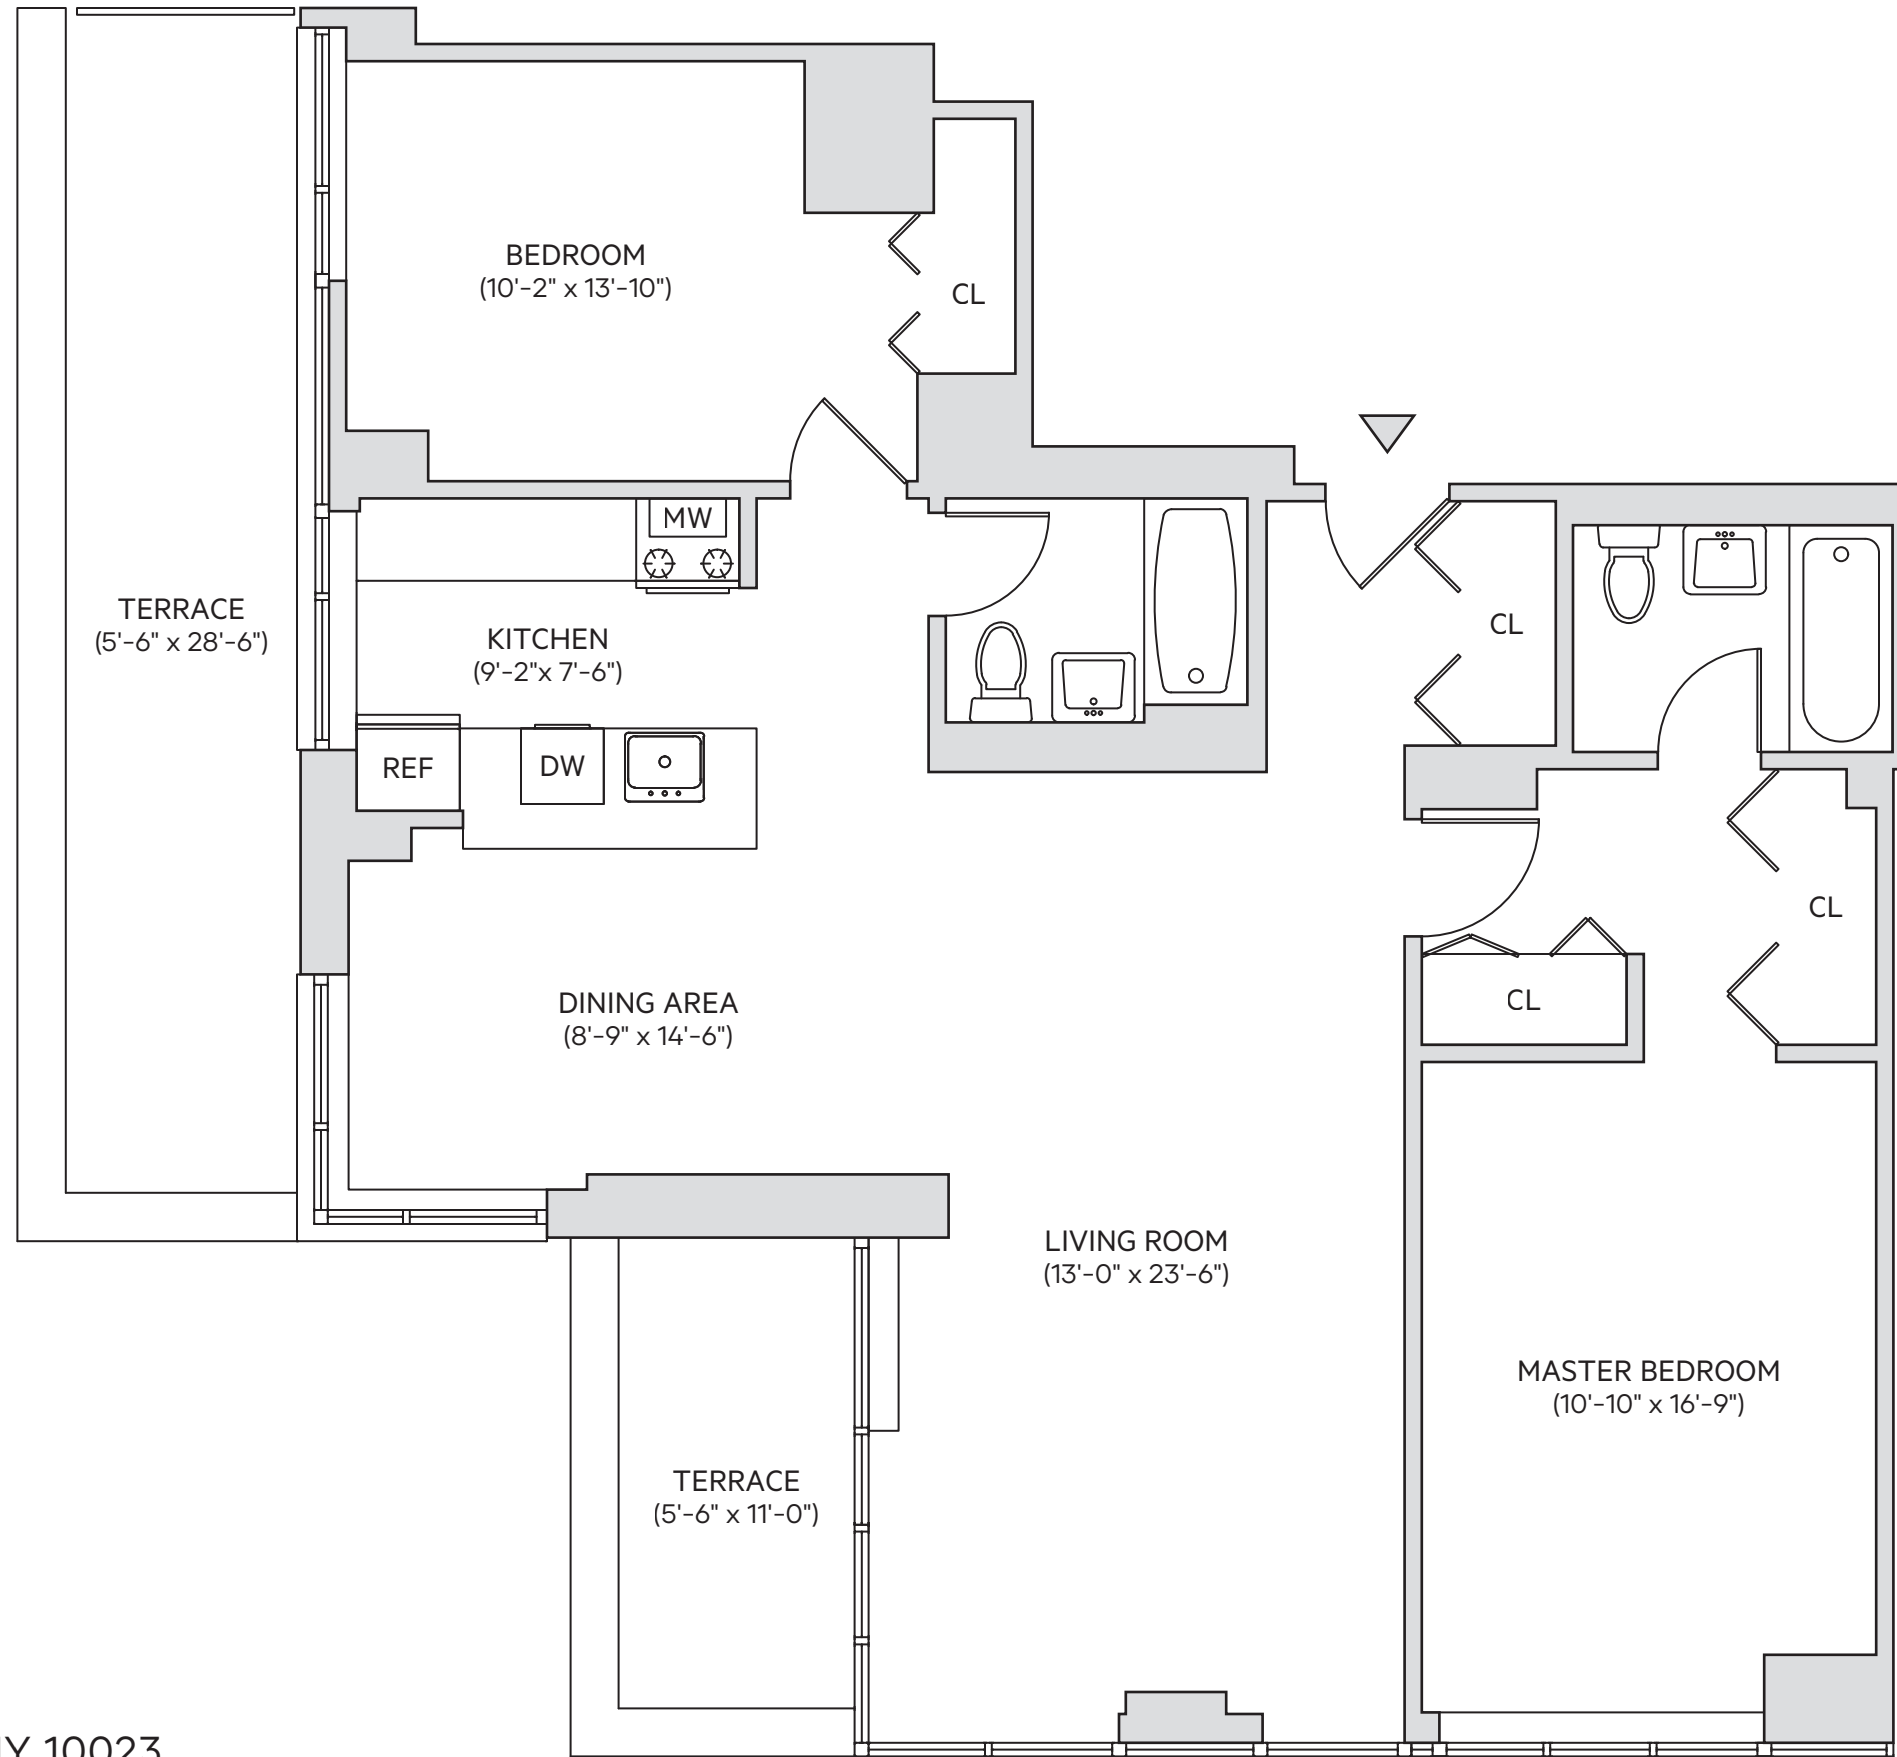 BEDROOM
(10'-2" x 13'-10")
CL
MW
TERRACE
(5'-6" x 28'-6")
KITCHEN
(9'-2"x 7'-6")
CL
REF
DW
CL
DINING AREA
(8'-9" x 14'-6")
CL
LIVING ROOM
(13'-0" x 23'-6")
MASTER BEDROOM
(10'-10" x 16'-9")
TERRACE
(5'-6" x 11'-0")
10023